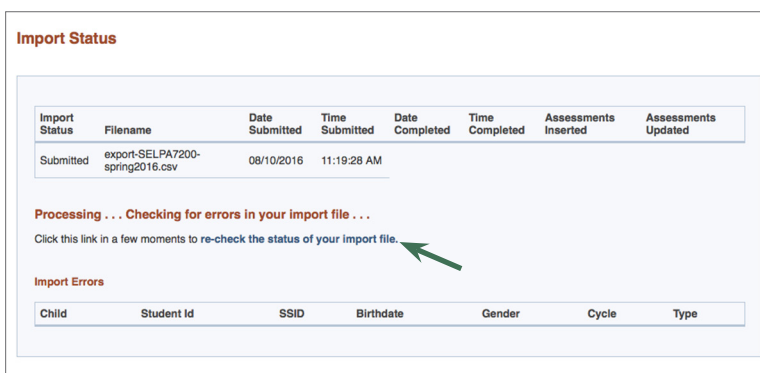 Import Status
Import Status Filename Date Submitted Time Submitted Date Completed Time Completed Assessments Inserted Assessments Updated
Submitted export-SELPA7200-spring2016.csv 08/10/2016 11:19:28 AM
Processing . . . Checking for errors in your import file . . .
Click this link in a few moments to re-check the status of your import file.
Import Errors
Child Student Id SSID Birthdate Gender Cycle Type